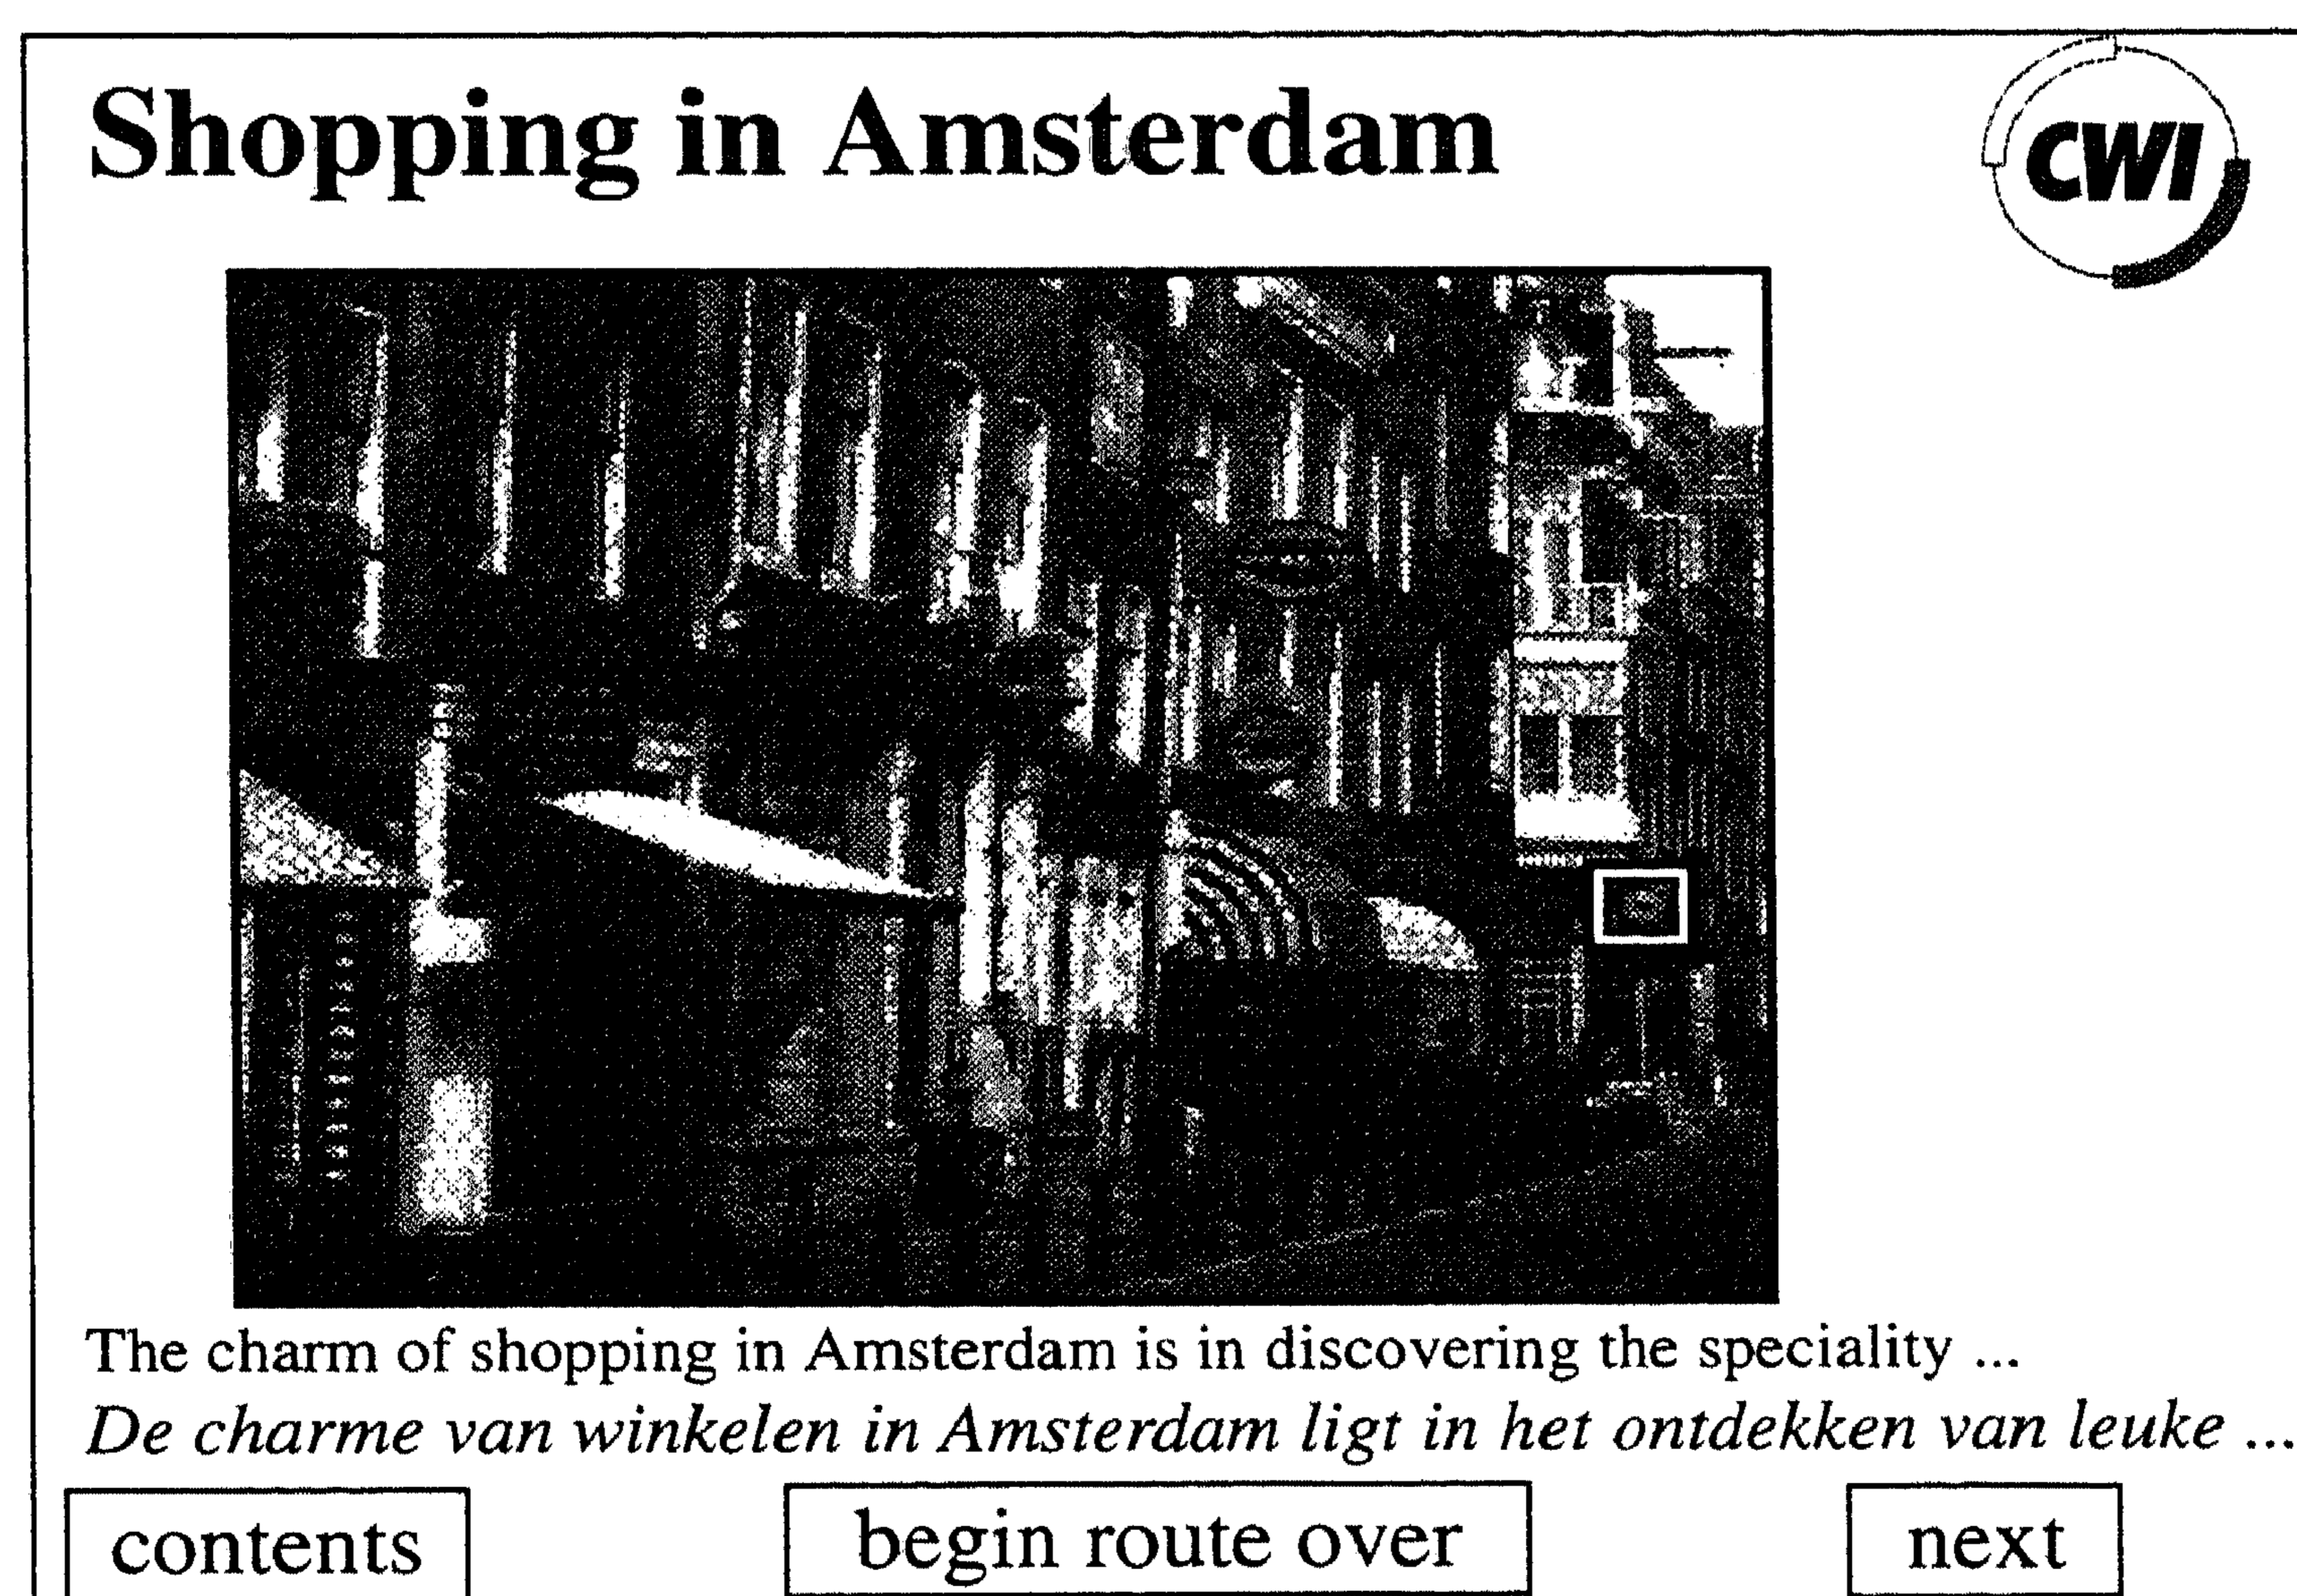 Shopping in Amsterdam
CWI
The charm of shopping in Amsterdam is in discovering the speciality ...
De charme van winkelen in Amsterdam ligt in het ontdekken van leuke ...
contents
begin route over
next